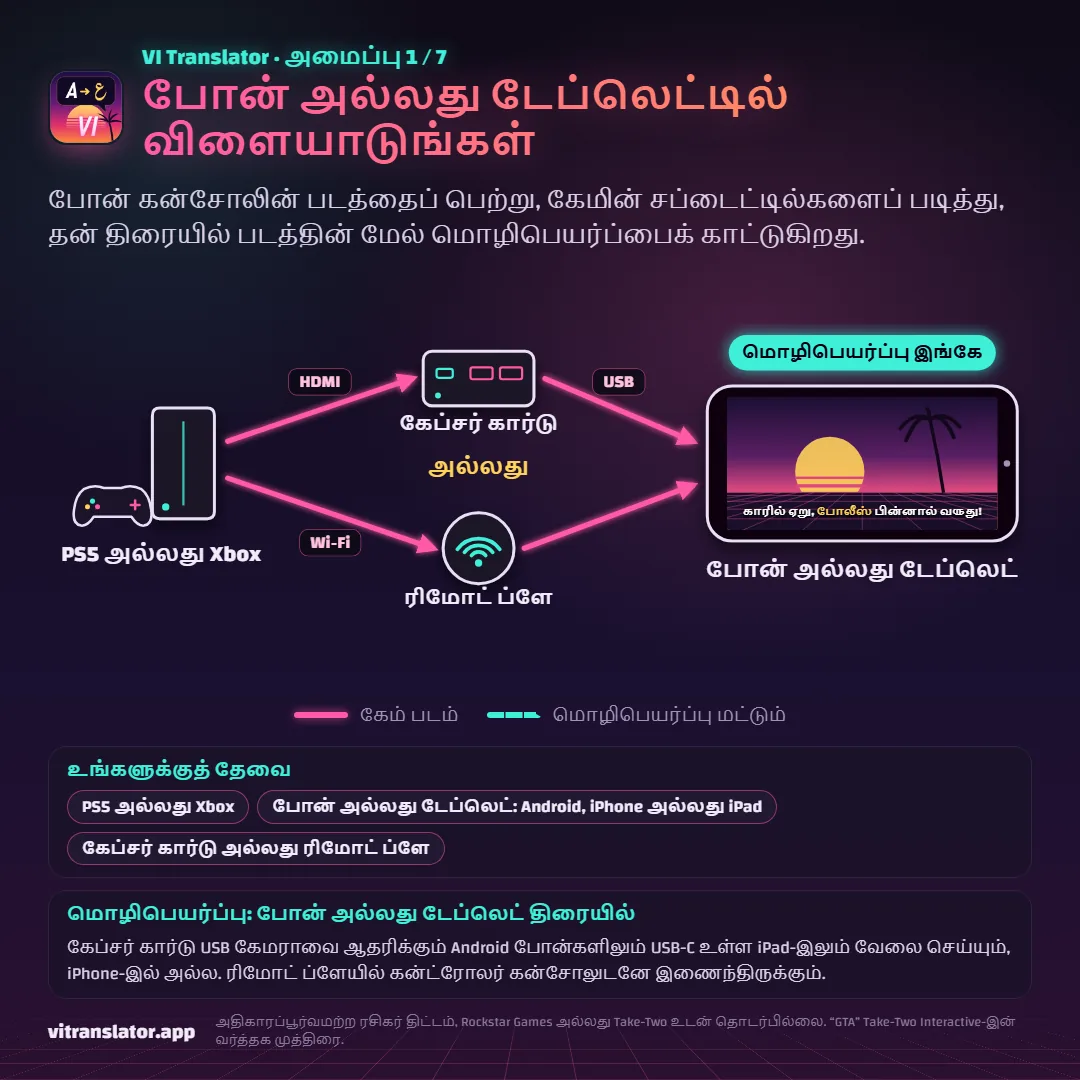 VI Translator · அமைப்பு 1 / 7
A→ع
VI
போன் அல்லது டேப்லெட்டில்
விளையாடுங்கள்
போன் கன்சோலின் படத்தைப் பெற்று, கேமின் சப்டைட்டில்களைப் படித்து,
தன் திரையில் படத்தின் மேல் மொழிபெயர்ப்பைக் காட்டுகிறது.
மொழிபெயர்ப்பு இங்கே
HDMI
USB
கேப்சர் கார்டு
அல்லது
காரில் ஏறு, போலீஸ் பின்னால் வருது!
Wi-Fi
PS5 அல்லது Xbox
போன் அல்லது டேப்லெட்
ரிமோட் ப்ளே
கேம் படம்
மொழிபெயர்ப்பு மட்டும்
உங்களுக்குத் தேவை
PS5 அல்லது Xbox
போன் அல்லது டேப்லெட்: Android, iPhone அல்லது iPad
கேப்சர் கார்டு அல்லது ரிமோட் ப்ளே
மொழிபெயர்ப்பு: போன் அல்லது டேப்லெட் திரையில்
கேப்சர் கார்டு USB கேமராவை ஆதரிக்கும் Android போன்களிலும் USB-C உள்ள iPad-இலும் வேலை செய்யும்,
iPhone-இல் அல்ல. ரிமோட் ப்ளேயில் கன்ட்ரோலர் கன்சோலுடனே இணைந்திருக்கும்.
vitranslator.app
அதிகாரப்பூர்வமற்ற ரசிகர் திட்டம், Rockstar Games அல்லது Take-Two உடன் தொடர்பில்லை. “GTA” Take-Two Interactive-இன்
வர்த்தக முத்திரை.